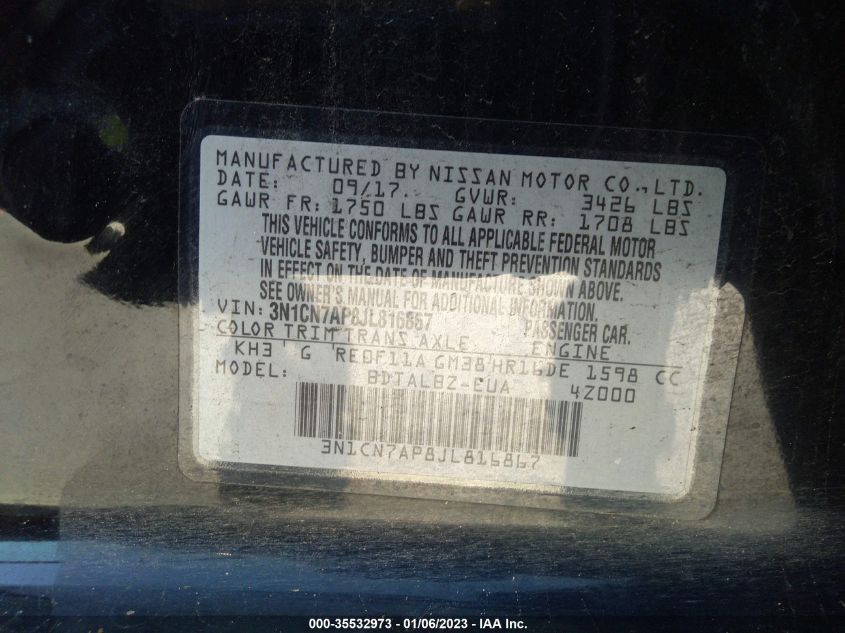 MANUFACTURED BY NISSAN MOTOR CO., LTD.
DATE: 09/17. GVWR: 3426 LBS
GAWR FR: 1750 LBS GAWR RR: 1708 LBS
THIS VEHICLE CONFORMS TO ALL APPLICABLE FEDERAL MOTOR
VEHICLE SAFETY, BUMPER AND THEFT PREVENTION STANDARDS
IN EFFECT ON THE DATE OF MANUFACTURE SHOWN ABOVE.
SEE OWNER'S MANUAL FOR ADDITIONAL INFORMATION.
VIN: 3N1CN7AP8JL816867 PASSENGER CAR.
COLOR TRIM TRANS AXLE ENGINE
KH3 G RE0F11A GM38 HR16DE 1598 CC
MODEL: BDTALBZ-EUA 4Z000
3N1CN7AP8JL816867
000-35532973 - 01/06/2023 - IAA Inc.